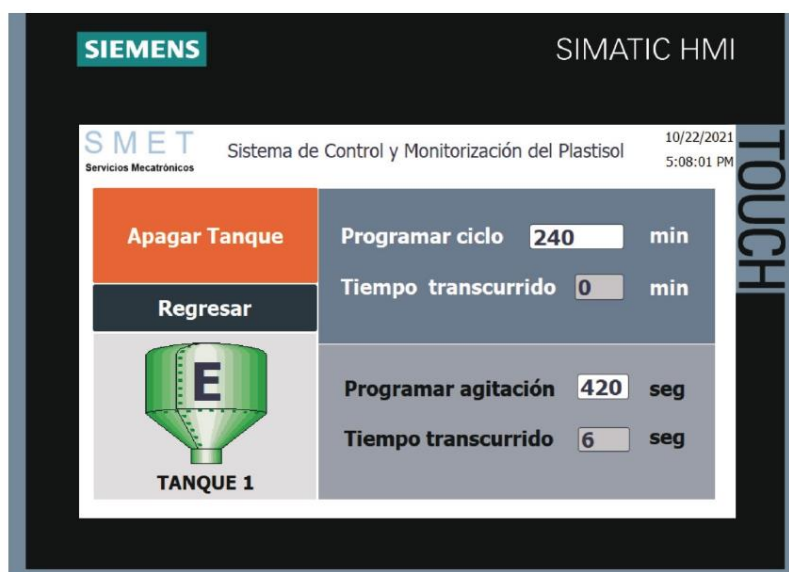 SIEMENS
SIMATIC HMI
TOUCH
SMET
Servicios Mecatrónicos
Sistema de Control y Monitorización del Plastisol
10/22/2021
5:08:01 PM
Apagar Tanque
Regresar
E
TANQUE 1
Programar ciclo 240 min
Tiempo transcurrido 0 min
Programar agitación 420 seg
Tiempo transcurrido 6 seg